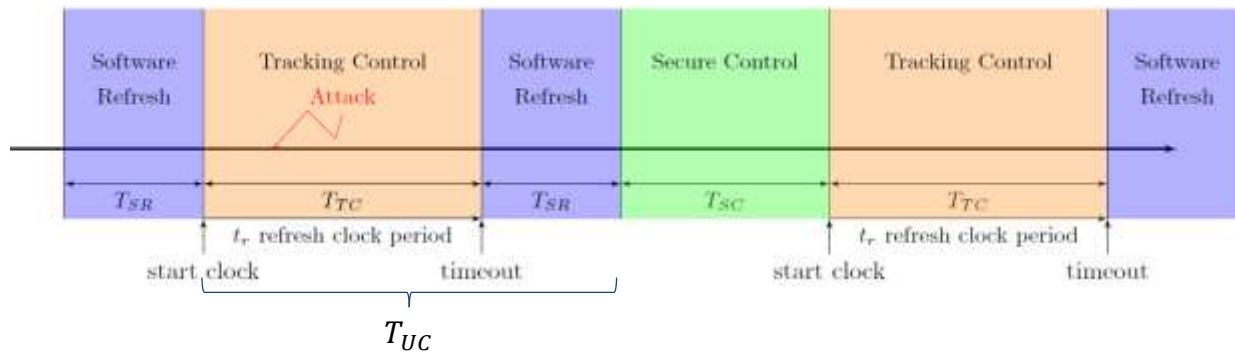 Software Refresh
Tracking Control
Attack
Software Refresh
Secure Control
Tracking Control
Software Refresh
T_SR
T_TC
T_SR
T_SC
T_TC
t_r refresh clock period
t_r refresh clock period
start clock
timeout
start clock
timeout
T_UC